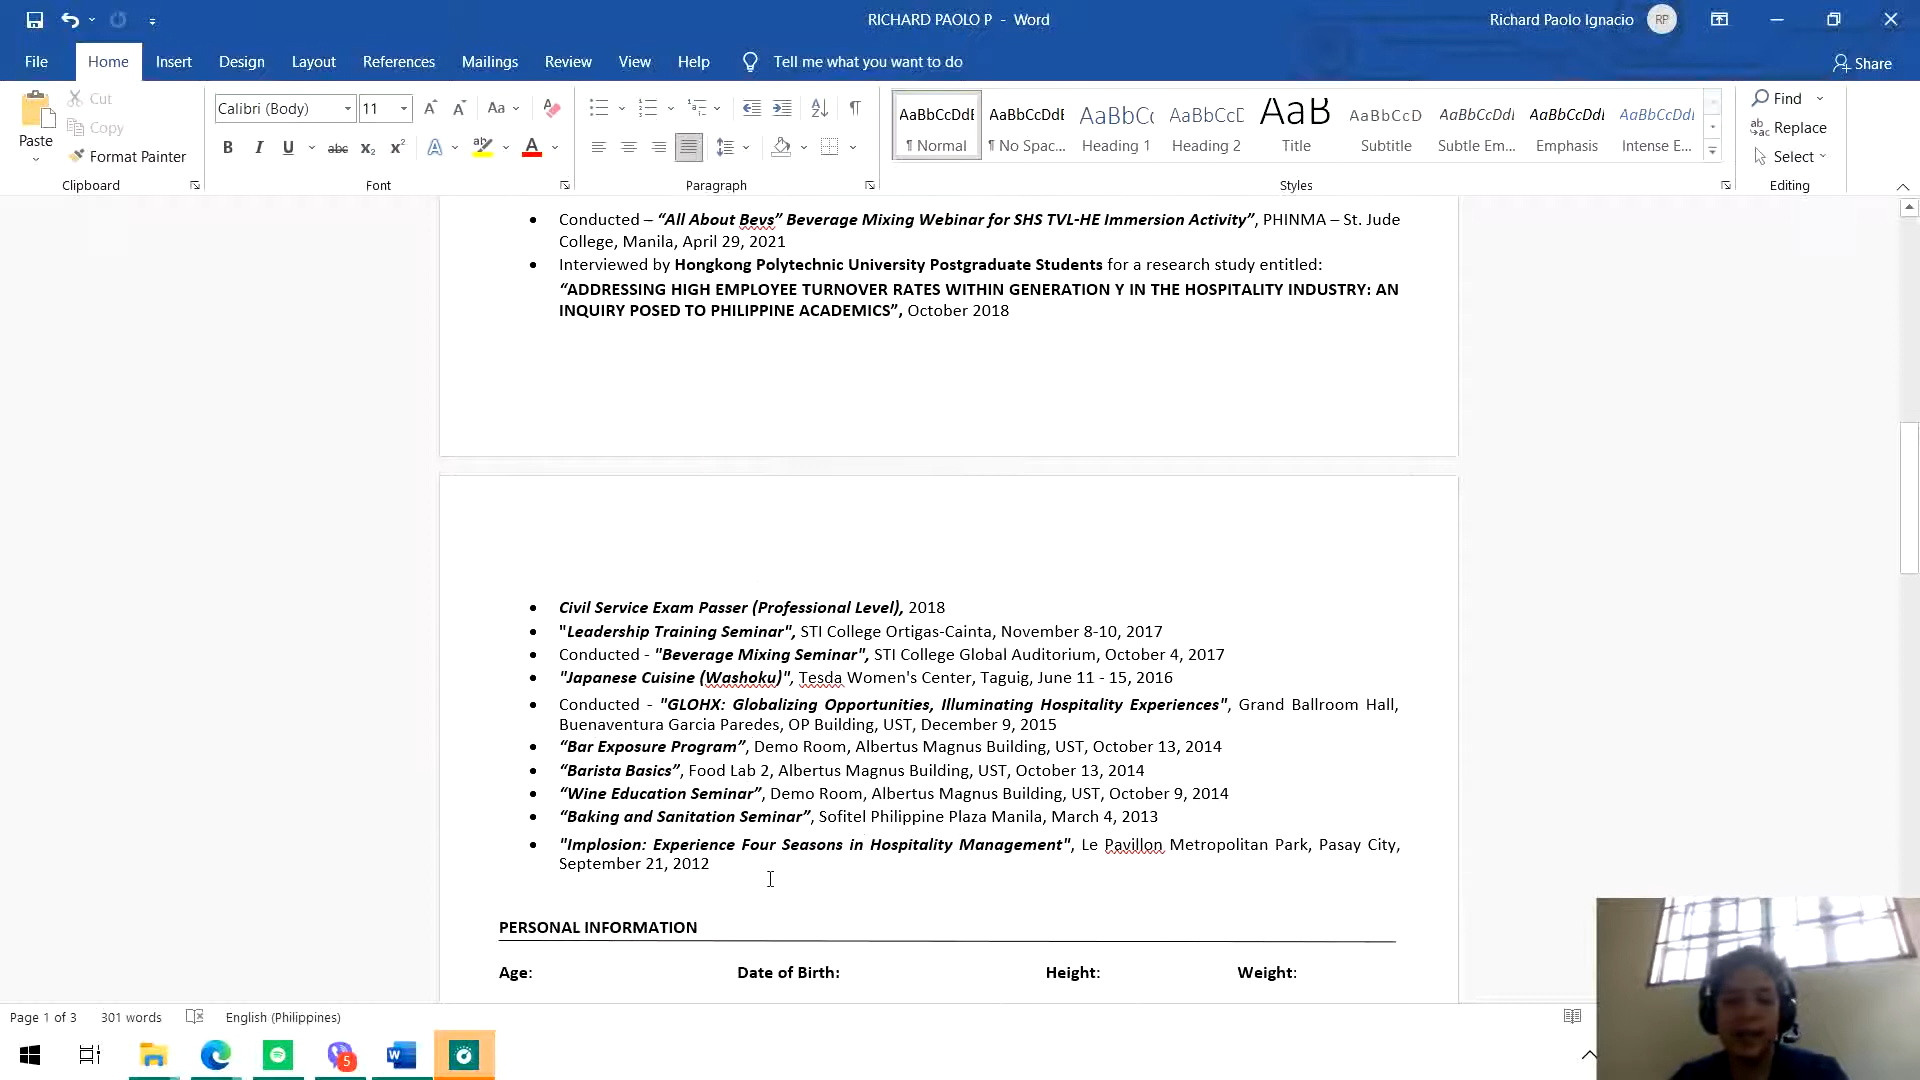 RICHARD PAOLO P - Word
Richard Paolo Ignacio
RP
File
Home
Insert
Design
Layout
References
Mailings
Review
View
Help
Tell me what you want to do
Share
Paste
Cut
Copy
Format Painter
Clipboard
Calibri (Body)
11
Font
Paragraph
AaBbCcDdE
¶ Normal
AaBbCcDdE
¶ No Spac...
AaBbCc
Heading 1
AaBbCcD
Heading 2
AaB
Title
AaBbCcD
Subtitle
AaBbCcDdE
Subtle Em...
AaBbCcDdE
Emphasis
AaBbCcDdE
Intense E...
Styles
Find
Replace
Select
Editing
• Conducted – “All About Bevs” Beverage Mixing Webinar for SHS TVL-HE Immersion Activity”, PHINMA – St. Jude
College, Manila, April 29, 2021
• Interviewed by Hongkong Polytechnic University Postgraduate Students for a research study entitled:
“ADDRESSING HIGH EMPLOYEE TURNOVER RATES WITHIN GENERATION Y IN THE HOSPITALITY INDUSTRY: AN
INQUIRY POSED TO PHILIPPINE ACADEMICS”, October 2018
• Civil Service Exam Passer (Professional Level), 2018
• "Leadership Training Seminar", STI College Ortigas-Cainta, November 8-10, 2017
• Conducted - "Beverage Mixing Seminar", STI College Global Auditorium, October 4, 2017
• "Japanese Cuisine (Washoku)", Tesda Women's Center, Taguig, June 11 - 15, 2016
• Conducted - "GLOHX: Globalizing Opportunities, Illuminating Hospitality Experiences", Grand Ballroom Hall,
Buenaventura Garcia Paredes, OP Building, UST, December 9, 2015
• “Bar Exposure Program”, Demo Room, Albertus Magnus Building, UST, October 13, 2014
• “Barista Basics”, Food Lab 2, Albertus Magnus Building, UST, October 13, 2014
• “Wine Education Seminar”, Demo Room, Albertus Magnus Building, UST, October 9, 2014
• “Baking and Sanitation Seminar”, Sofitel Philippine Plaza Manila, March 4, 2013
• "Implosion: Experience Four Seasons in Hospitality Management", Le Pavillon Metropolitan Park, Pasay City,
September 21, 2012
PERSONAL INFORMATION
Age: Date of Birth: Height: Weight:
Page 1 of 3
301 words
English (Philippines)
5